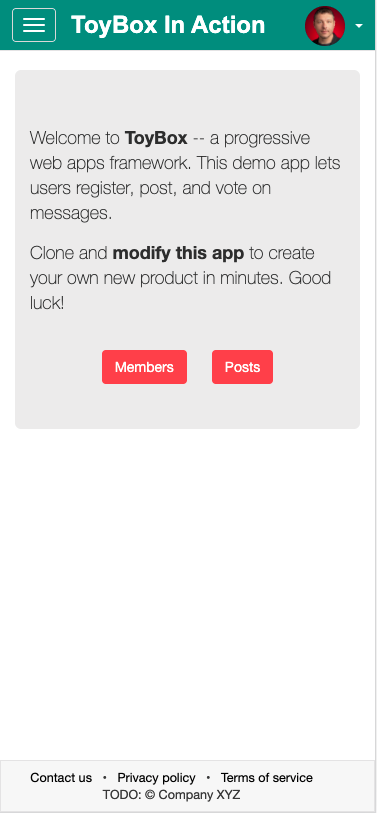 ToyBox In Action
Welcome to ToyBox -- a progressive
web apps framework. This demo app lets
users register, post, and vote on
messages.
Clone and modify this app to create
your own new product in minutes. Good
luck!
Members Posts
Contact us • Privacy policy • Terms of service
TODO: © Company XYZ